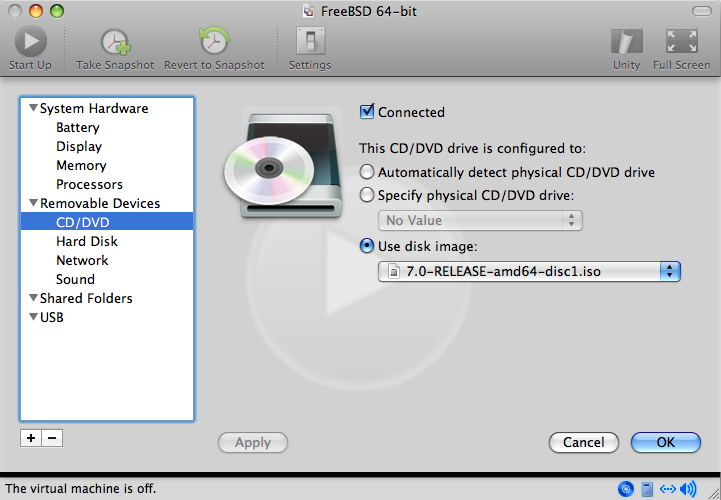 FreeBSD 64-bit
Start Up
Take Snapshot
Revert to Snapshot
Settings
Unity
Full Screen
System Hardware
Battery
Display
Memory
Processors
Removable Devices
CD/DVD
Hard Disk
Network
Sound
Shared Folders
USB
Connected
This CD/DVD drive is configured to:
Automatically detect physical CD/DVD drive
Specify physical CD/DVD drive:
No Value
Use disk image:
7.0-RELEASE-amd64-disc1.iso
+ −
Apply
Cancel
OK
The virtual machine is off.